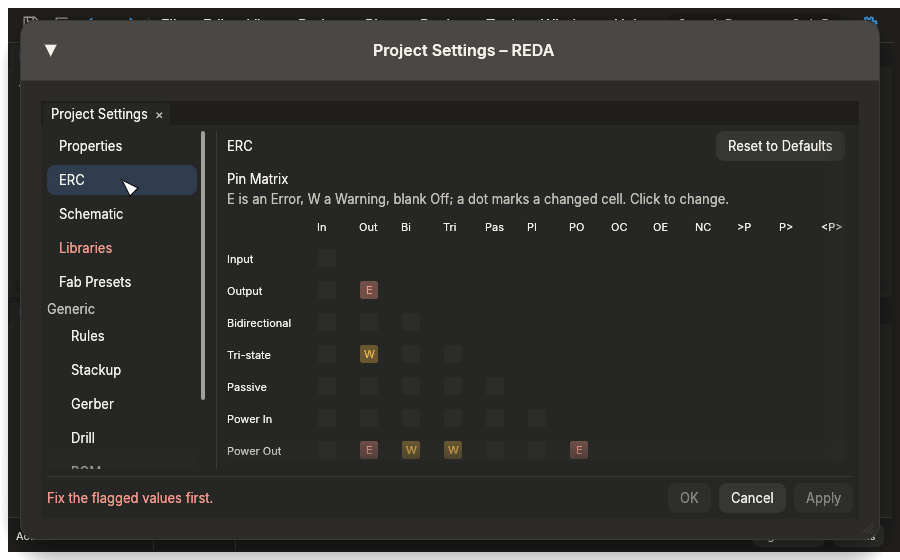 Project Settings – REDA
Project Settings ×
Properties
ERC
Schematic
Libraries
Fab Presets
Generic
Rules
Stackup
Gerber
Drill
ERC
Reset to Defaults
Pin Matrix
E is an Error, W a Warning, blank Off; a dot marks a changed cell. Click to change.
In Out Bi Tri Pas PI PO OC OE NC >P P> <P>
Input
Output E
Bidirectional
Tri-state W
Passive
Power In
Power Out E W W E
Fix the flagged values first.
OK Cancel Apply